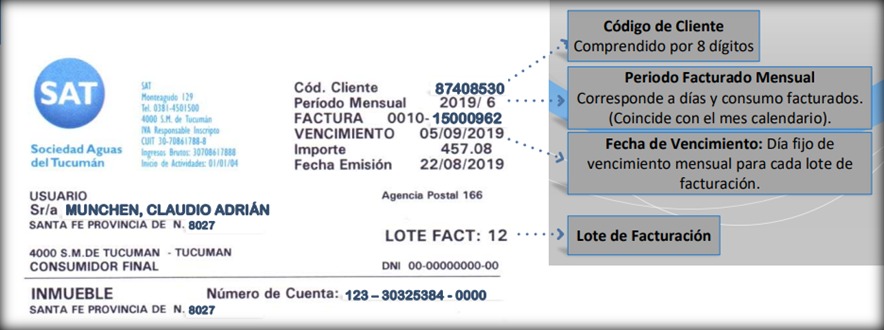 SAT
Sociedad Aguas
del Tucumán
SAT
Monteagudo 129
Tel. 0381-4501500
4000 S.M. de Tucumán
IVA Responsable Inscripto
CUIT 30-70861788-8
Ingresos Brutos: 30708617888
Inicio de Actividades: 01/01/04
Cód. Cliente 87408530
Período Mensual 2019/ 6
FACTURA 0010-15000962
VENCIMIENTO 05/09/2019
Importe 457.08
Fecha Emisión 22/08/2019
Código de Cliente
Comprendido por 8 dígitos
Periodo Facturado Mensual
Corresponde a días y consumo facturados.
(Coincide con el mes calendario).
Fecha de Vencimiento: Día fijo
de vencimiento mensual para cada lote de
facturación.
USUARIO
Sr/a MUNCHEN, CLAUDIO ADRIÁN
SANTA FE PROVINCIA DE N. 8027
Agencia Postal 166
LOTE FACT: 12
Lote de Facturación
4000 S.M.DE TUCUMAN - TUCUMAN
CONSUMIDOR FINAL
DNI 00-00000000-00
INMUEBLE
Número de Cuenta: 123 – 30325384 - 0000
SANTA FE PROVINCIA DE N. 8027